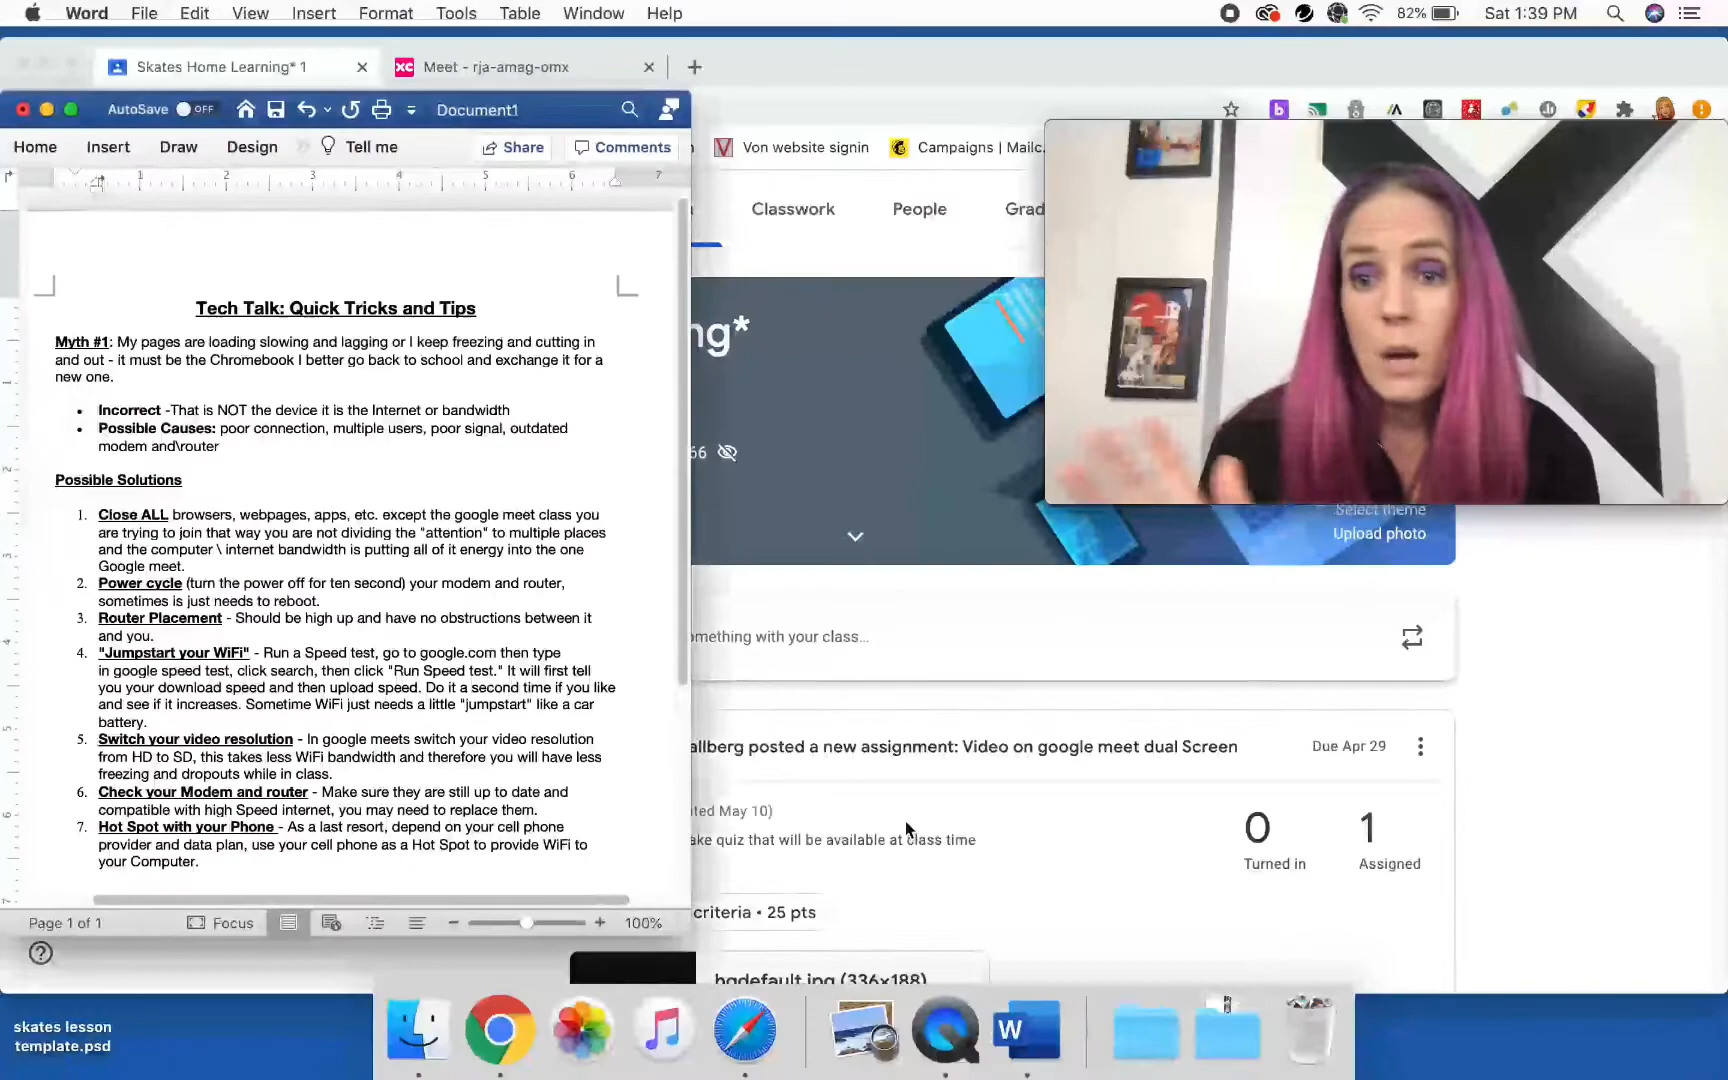 Word File Edit View Insert Format Tools Table Window Help 82% Sat 1:39 PM
Skates Home Learning* 1 Meet - rja-amag-omx
AutoSave OFF Document1
Home Insert Draw Design Tell me Share Comments
Von website signin Campaigns | Mailc.
1 2 3 4 5 6 7
Classwork People Grad
Tech Talk: Quick Tricks and Tips
Myth #1: My pages are loading slowing and lagging or I keep freezing and cutting in
and out - it must be the Chromebook I better go back to school and exchange it for a
new one.
• Incorrect -That is NOT the device it is the Internet or bandwidth
• Possible Causes: poor connection, multiple users, poor signal, outdated
modem and\router
Possible Solutions
1. Close ALL browsers, webpages, apps, etc. except the google meet class you
are trying to join that way you are not dividing the "attention" to multiple places
and the computer \ internet bandwidth is putting all of it energy into the one
Google meet.
2. Power cycle (turn the power off for ten second) your modem and router,
sometimes is just needs to reboot.
3. Router Placement - Should be high up and have no obstructions between it
and you.
4. "Jumpstart your WiFi" - Run a Speed test, go to google.com then type
in google speed test, click search, then click "Run Speed test." It will first tell
you your download speed and then upload speed. Do it a second time if you like
and see if it increases. Sometime WiFi just needs a little "jumpstart" like a car
battery.
5. Switch your video resolution - In google meets switch your video resolution
from HD to SD, this takes less WiFi bandwidth and therefore you will have less
freezing and dropouts while in class.
6. Check your Modem and router - Make sure they are still up to date and
compatible with high Speed internet, you may need to replace them.
7. Hot Spot with your Phone - As a last resort, depend on your cell phone
provider and data plan, use your cell phone as a Hot Spot to provide WiFi to
your Computer.
Page 1 of 1 Focus 100%
ng*
66
Select theme
Upload photo
omething with your class...
allberg posted a new assignment: Video on google meet dual Screen Due Apr 29
ted May 10)
ake quiz that will be available at class time
0 1
Turned in Assigned
criteria • 25 pts
hqdefault.jpg (336×188)
skates lesson
template.psd
W